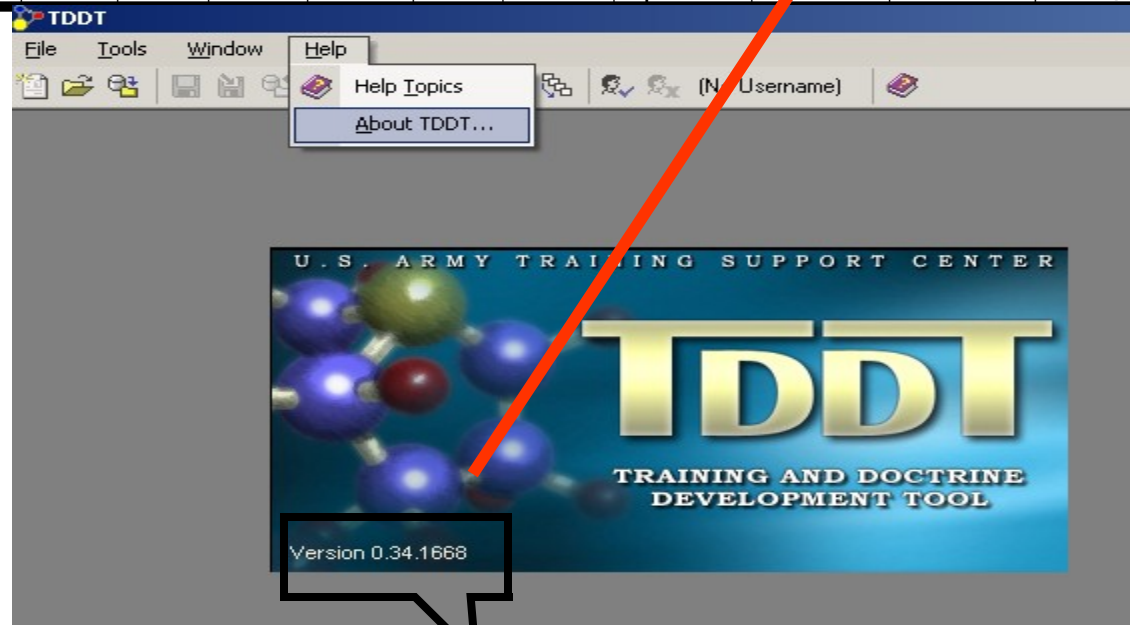 TDDT
File Tools Window Help
Help Topics
(No Username)
About TDDT...
U.S. ARMY TRAINING SUPPORT CENTER
TDDT
TRAINING AND DOCTRINE
DEVELOPMENT TOOL
Version 0.34.1668